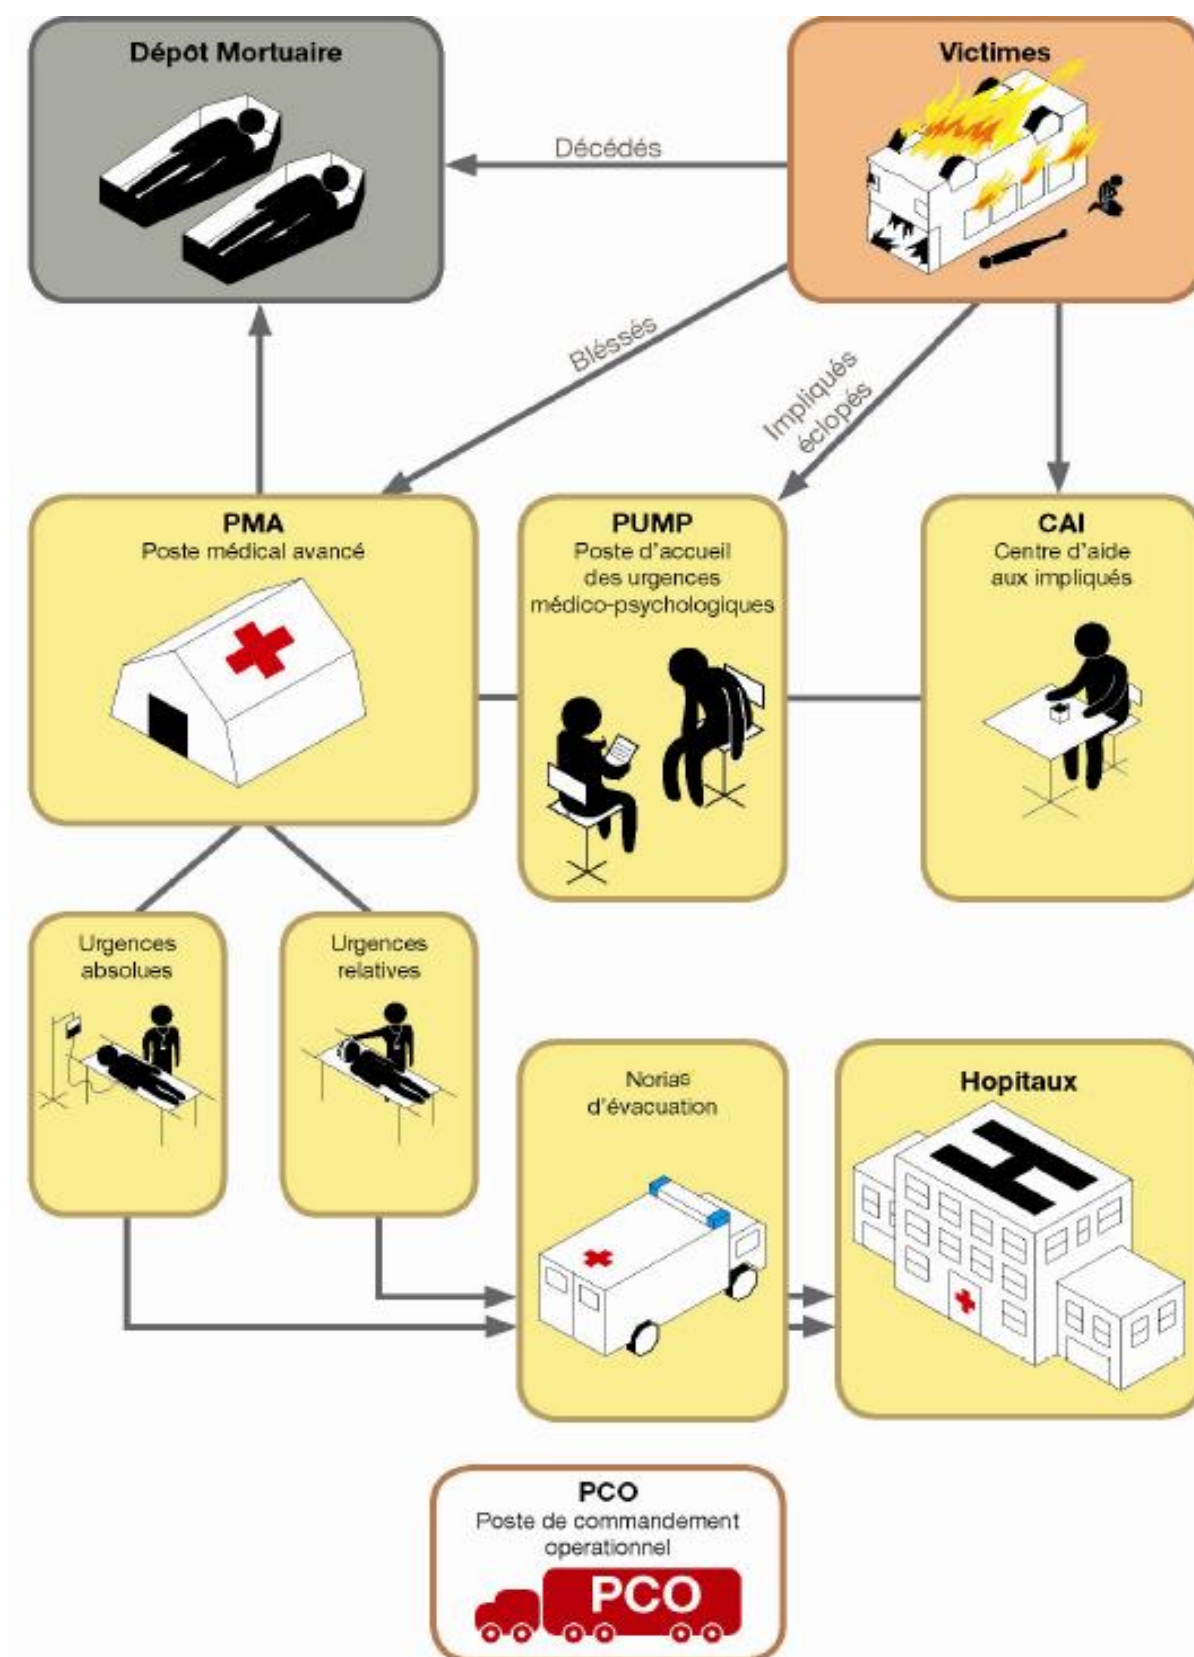 Dépôt Mortuaire
Victimes
Décédés
Bléssés
Impliqués
éclopés
PMA
Poste médical avancé
PUMP
Poste d'accueil
des urgences
médico-psychologiques
CAI
Centre d'aide
aux impliqués
Urgences
absolues
Urgences
relatives
Norias
d'évacuation
Hopitaux
H
PCO
Poste de commandement
operationnel
PCO